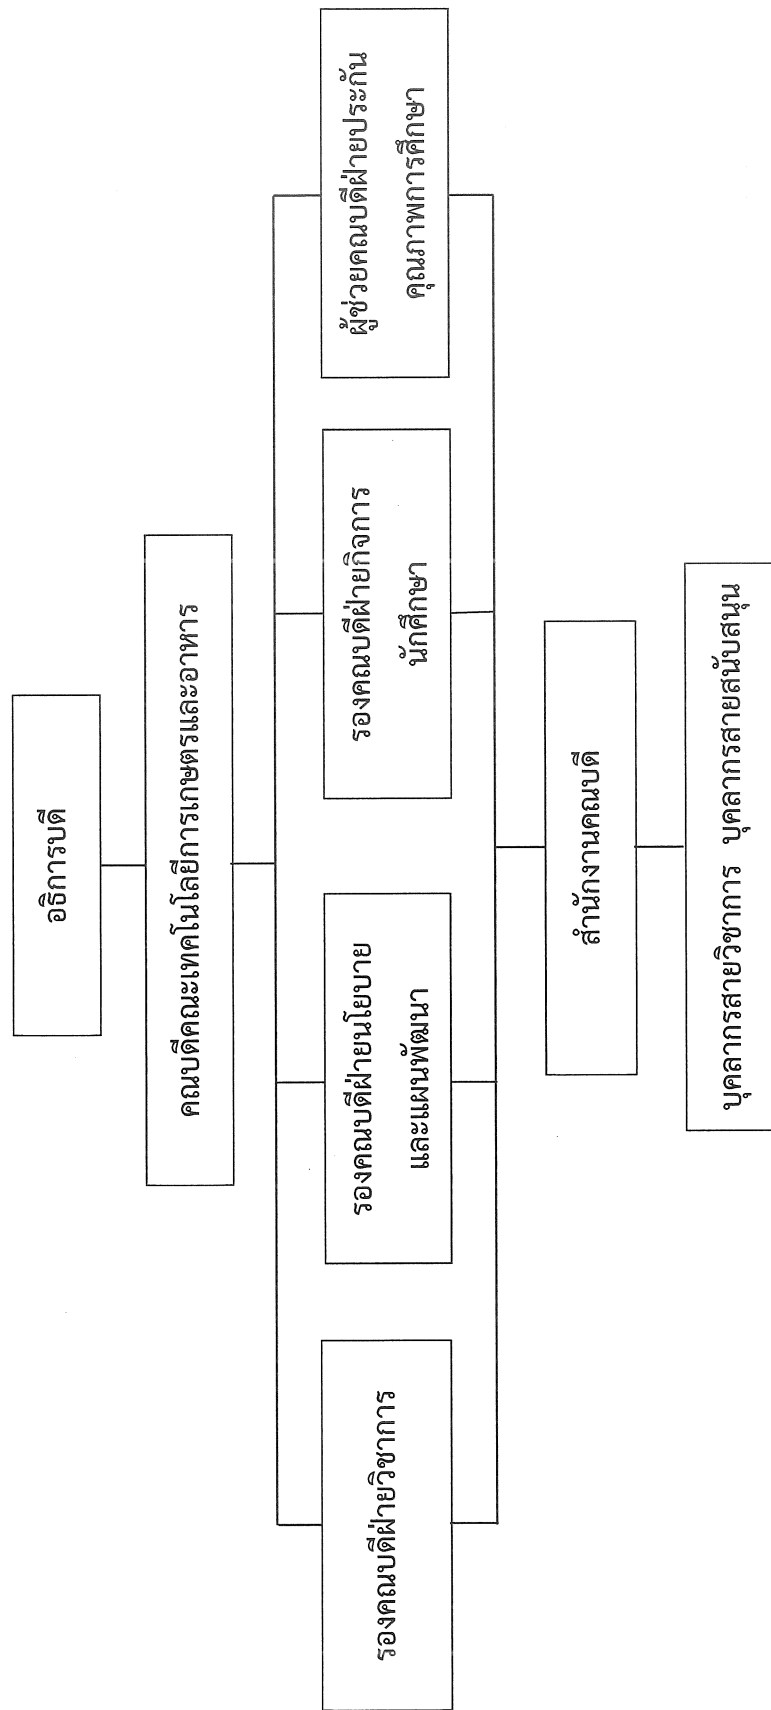 อธิการบดี
คณบดีคณะเทคโนโลยีการเกษตรและอาหาร
รองคณบดีฝ่ายวิชาการ
รองคณบดีฝ่ายนโยบาย
และแผนพัฒนา
รองคณบดีฝ่ายกิจการ
นักศึกษา
ผู้ช่วยคณบดีฝ่ายประกัน
คุณภาพการศึกษา
สำนักงานคณบดี
บุคลากรสายวิชาการ บุคลากรสายสนับสนุน